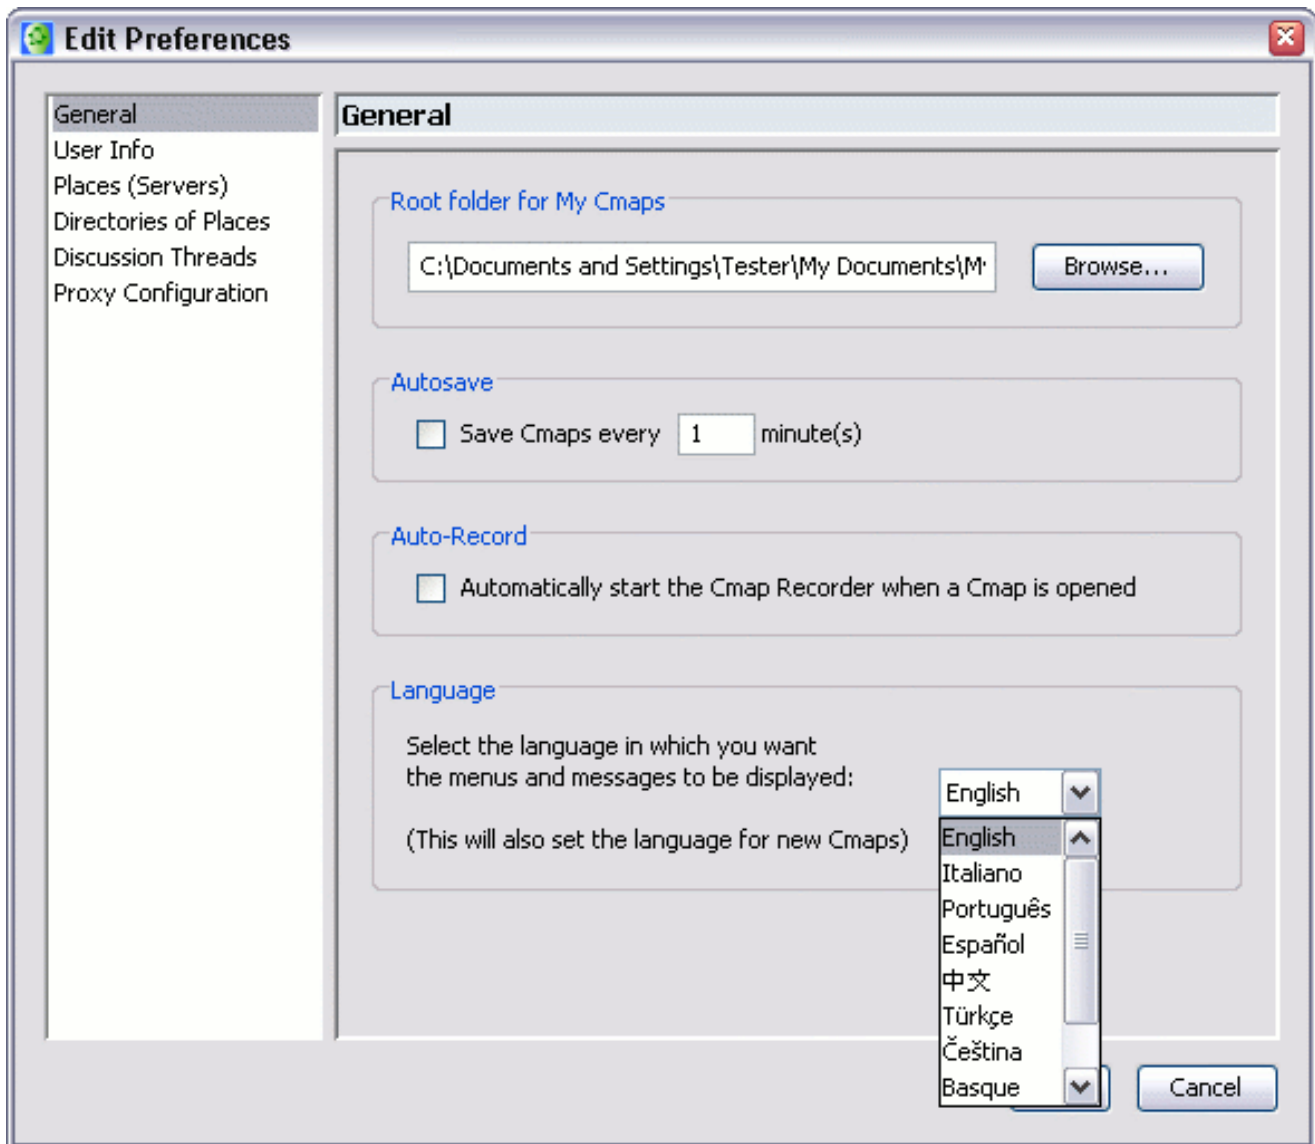 Edit Preferences
General
User Info
Places (Servers)
Directories of Places
Discussion Threads
Proxy Configuration
General
Root folder for My Cmaps
C:\Documents and Settings\Tester\My Documents\M
Browse...
Autosave
Save Cmaps every 1 minute(s)
Auto-Record
Automatically start the Cmap Recorder when a Cmap is opened
Language
Select the language in which you want
the menus and messages to be displayed:
(This will also set the language for new Cmaps)
English
English
Italiano
Português
Español
中文
Türkçe
Čeština
Basque
Cancel